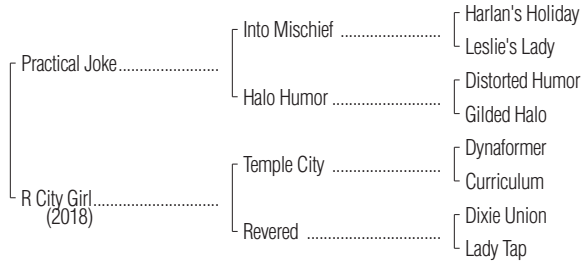 Harlan's Holiday
Into Mischief ....................
Leslie's Lady
Practical Joke....................
Distorted Humor
Halo Humor ....................
Gilded Halo
Dynaformer
Temple City ....................
Curriculum
R City Girl.........................
(2018)
Dixie Union
Revered ..........................
Lady Tap